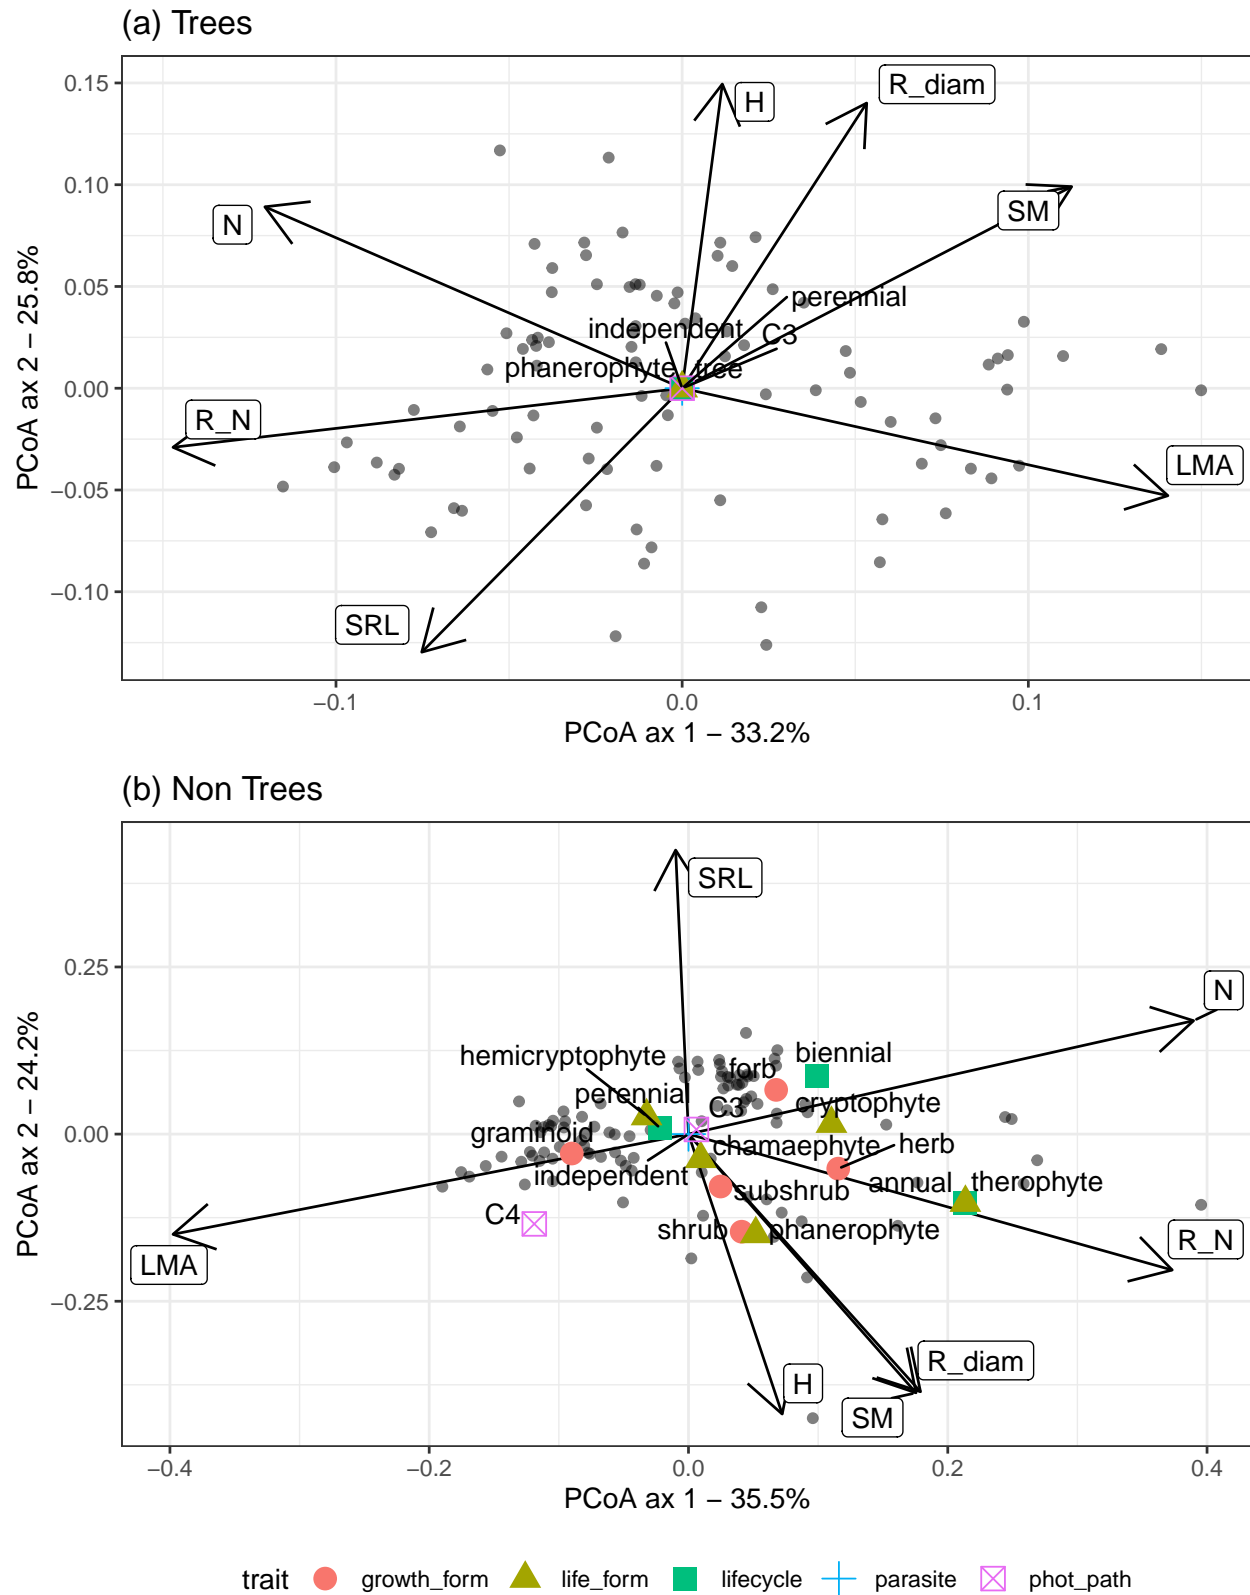 (a) Trees
0.15
H
R_diam
0.10
N
SM
0.05
perennial
independent
C3
phanerophyte
tree
0.00
R_N
LMA
−0.05
−0.10
SRL
PCoA ax 2 − 25.8%
−0.1
0.0
0.1
PCoA ax 1 − 33.2%
(b) Non Trees
SRL
0.25
N
hemicryptophyte
biennial
forb
perennial
C3
cryptophyte
graminoid
0.00
chamaephyte
herb
independent
annual
therophyte
subshrub
C4
shrub
phanerophyte
R_N
LMA
−0.25
R_diam
H
SM
PCoA ax 2 − 24.2%
−0.4
−0.2
0.0
0.2
0.4
PCoA ax 1 − 35.5%
trait growth_form life_form lifecycle parasite phot_path